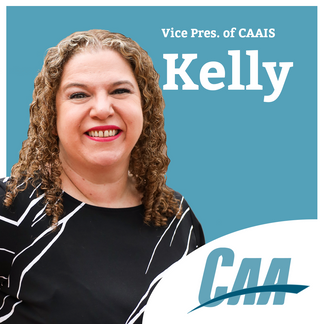 Vice Pres. of CAAIS
Kelly
CAA